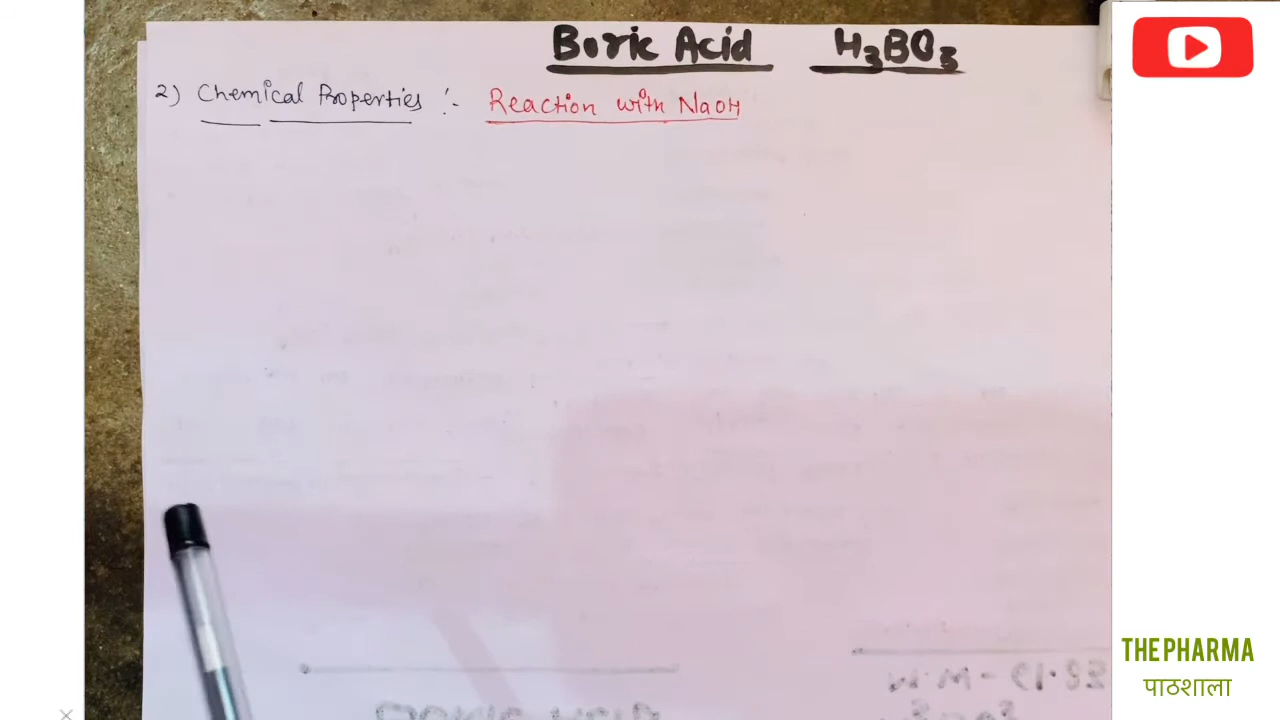 Boric Acid H3BO3
2) Chemical Properties :- Reaction with NaOH
THE PHARMA
पाठशाला